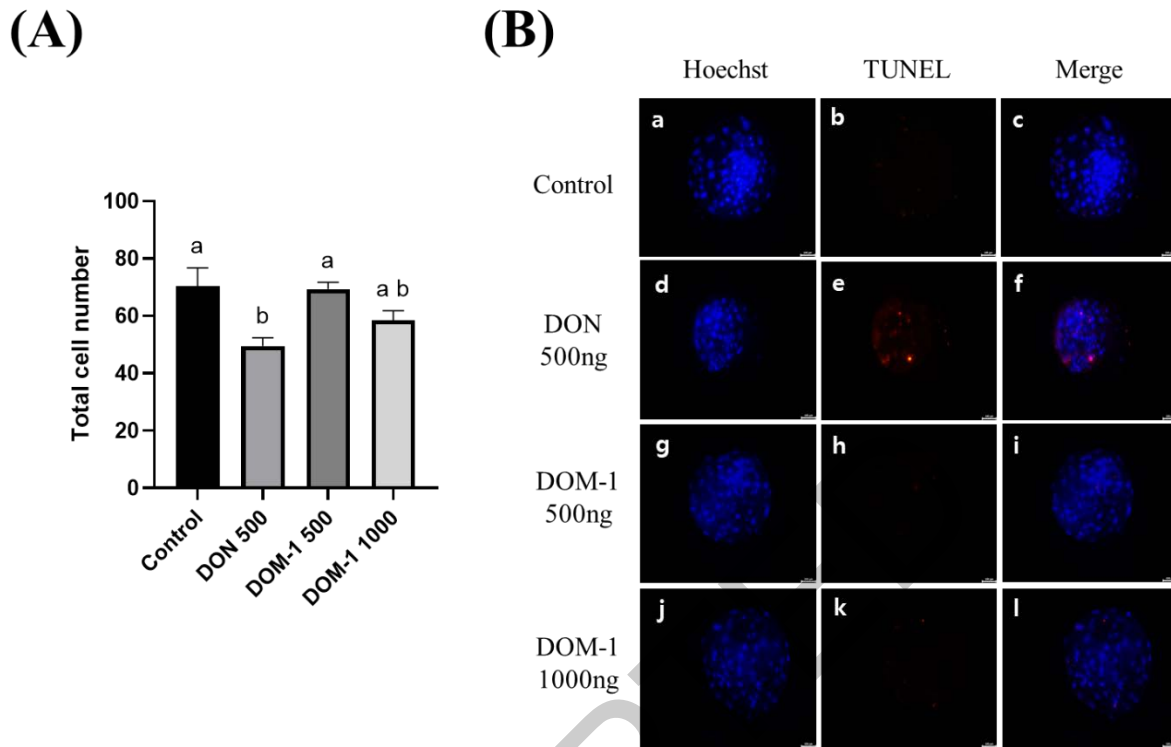 (A)
Total cell number
100
80
60
40
20
0
a
b
a
a b
Control
DON 500
DOM-1 500
DOM-1 1000
(B)
Hoechst TUNEL Merge
Control
a b c
DON
500ng
d e f
DOM-1
500ng
g h i
DOM-1
1000ng
j k l